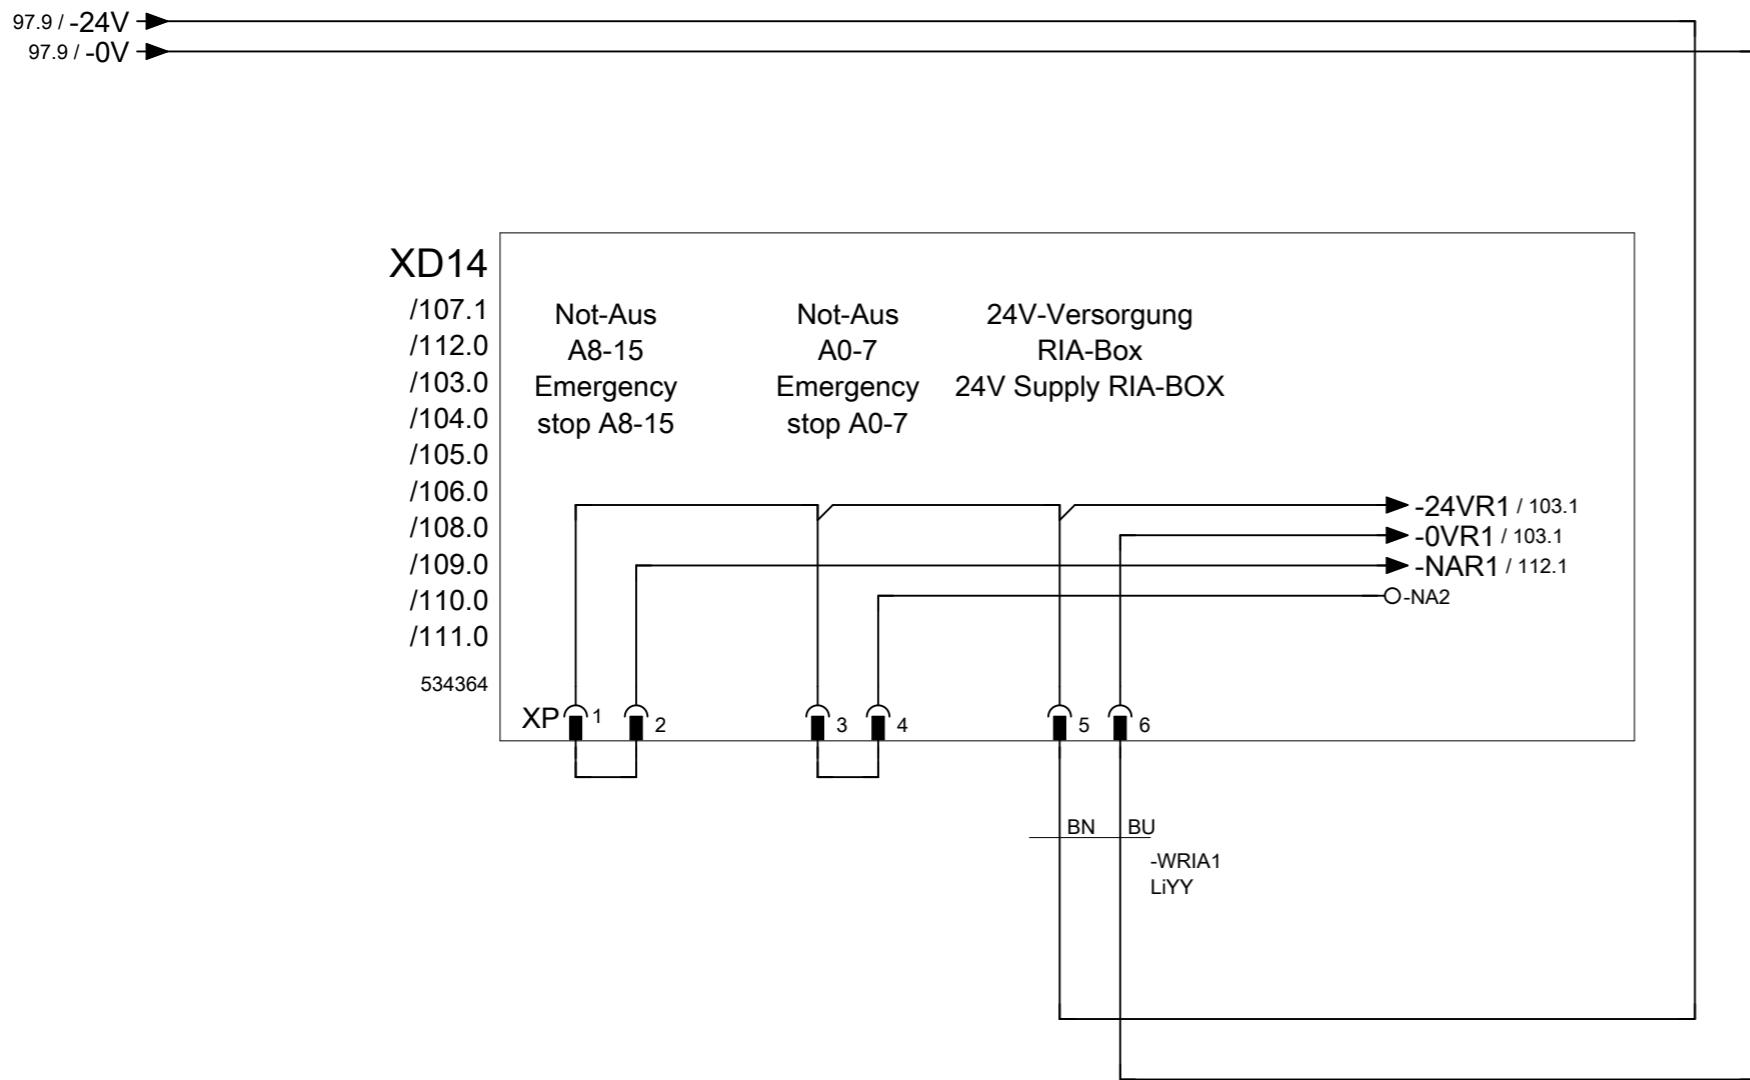 97.9 / -24V
97.9 / -0V
XD14
/107.1
/112.0
/103.0
/104.0
/105.0
/106.0
/108.0
/109.0
/110.0
/111.0
534364
Not-Aus
A8-15
Emergency
stop A8-15
Not-Aus
A0-7
Emergency
stop A0-7
24V-Versorgung
RIA-Box
24V Supply RIA-BOX
-24VR1 / 103.1
-0VR1 / 103.1
-NAR1 / 112.1
-NA2
XP 1 2 3 4 5 6
BN BU
-WRIA1
LiYY